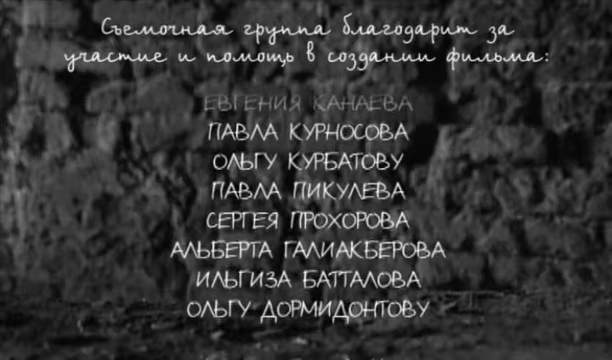 Съемочная группа благодарит за
участие и помощь в создании фильма:
ЕВГЕНИЯ КАНАЕВА
ПАВЛА КУРНОСОВА
ОЛЬГУ КУРБАТОВУ
ПАВЛА ПИКУЛЕВА
СЕРГЕЯ ПРОХОРОВА
АЛЬБЕРТА ГАЛИАКБЕРОВА
ИЛЬГИЗА БАТТАЛОВА
ОЛЬГУ ДОРМИДОНТОВУ